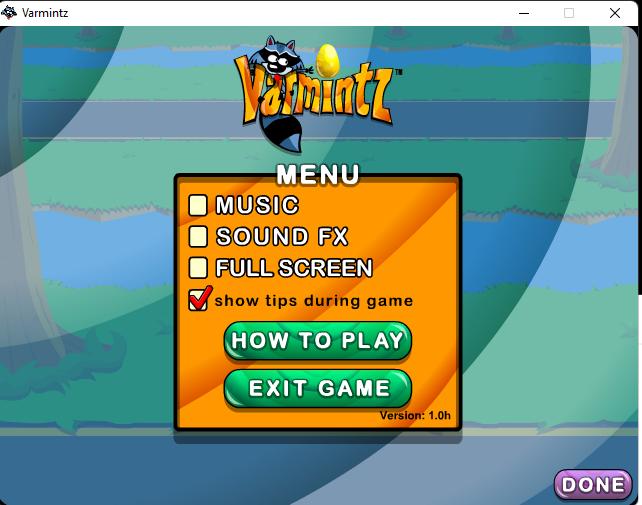 Varmintz
Varmintz™
MENU
MUSIC
SOUND FX
FULL SCREEN
show tips during game
HOW TO PLAY
EXIT GAME
Version: 1.0h
DONE